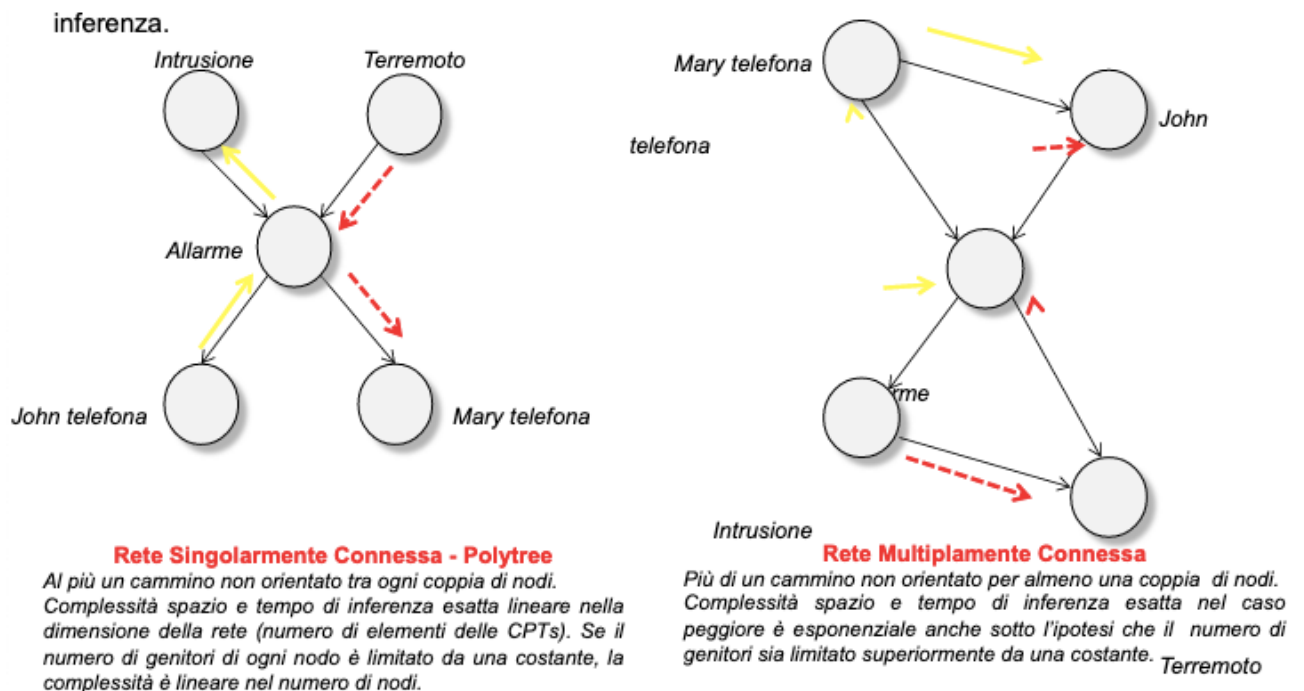 inferenza.
Intrusione
Terremoto
Allarme
John telefona
Mary telefona
Rete Singolarmente Connessa - Polytree
Al più un cammino non orientato tra ogni coppia di nodi.
Complessità spazio e tempo di inferenza esatta lineare nella
dimensione della rete (numero di elementi delle CPTs). Se il
numero di genitori di ogni nodo è limitato da una costante, la
complessità è lineare nel numero di nodi.
Mary telefona
John
telefona
rme
Intrusione
Rete Multiplamente Connessa
Più di un cammino non orientato per almeno una coppia di nodi.
Complessità spazio e tempo di inferenza esatta nel caso
peggiore è esponenziale anche sotto l'ipotesi che il numero di
genitori sia limitato superiormente da una costante.
Terremoto